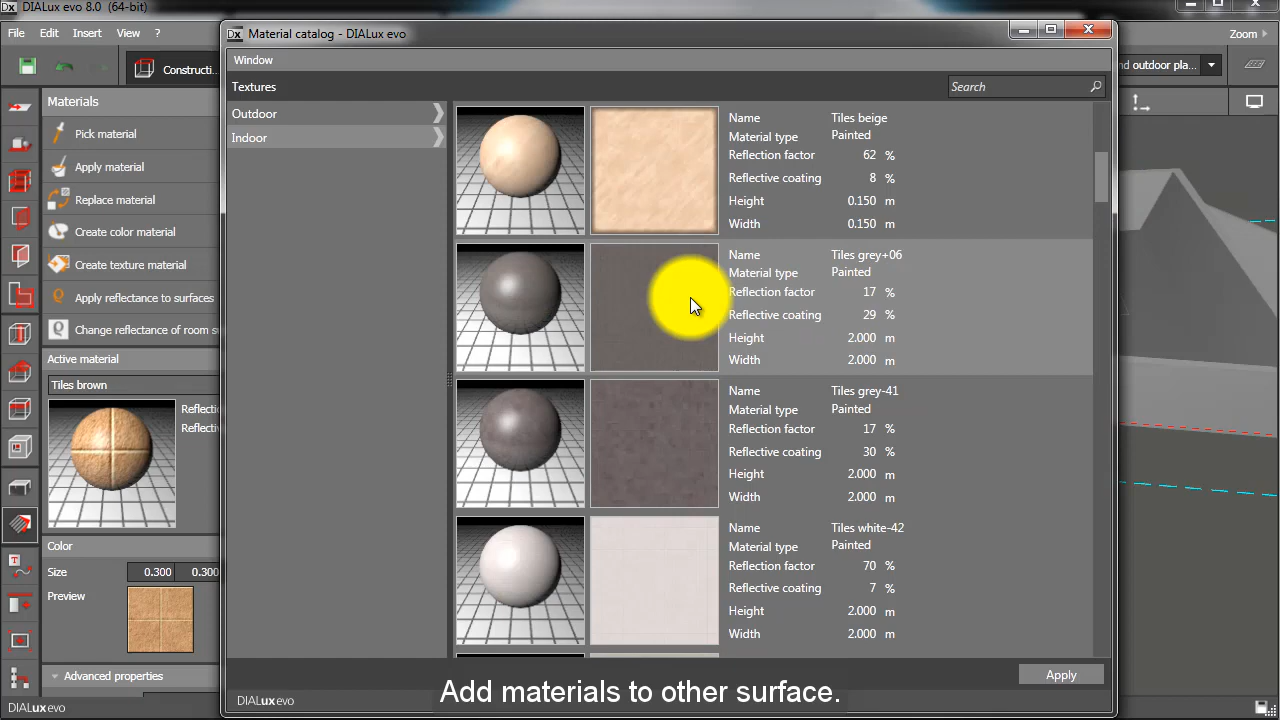 DIALux evo 8.0 (64-bit)
File Edit Insert View ?
Zoom
Constructi...
nd outdoor pla...
Materials
Pick material
Apply material
Replace material
Create color material
Create texture material
Apply reflectance to surfaces
Change reflectance of room su
Active material
Tiles brown
Reflecti
Reflectiv
Color
Size 0.300 0.300
Preview
Advanced properties
DIALux evo
Material catalog - DIALux evo
Window
Textures
Search
Outdoor
Indoor
Name Tiles beige
Material type Painted
Reflection factor 62 %
Reflective coating 8 %
Height 0.150 m
Width 0.150 m
Name Tiles grey+06
Material type Painted
Reflection factor 17 %
Reflective coating 29 %
Height 2.000 m
Width 2.000 m
Name Tiles grey-41
Material type Painted
Reflection factor 17 %
Reflective coating 30 %
Height 2.000 m
Width 2.000 m
Name Tiles white-42
Material type Painted
Reflection factor 70 %
Reflective coating 7 %
Height 2.000 m
Width 2.000 m
Apply
DIALux evo
Add materials to other surface.